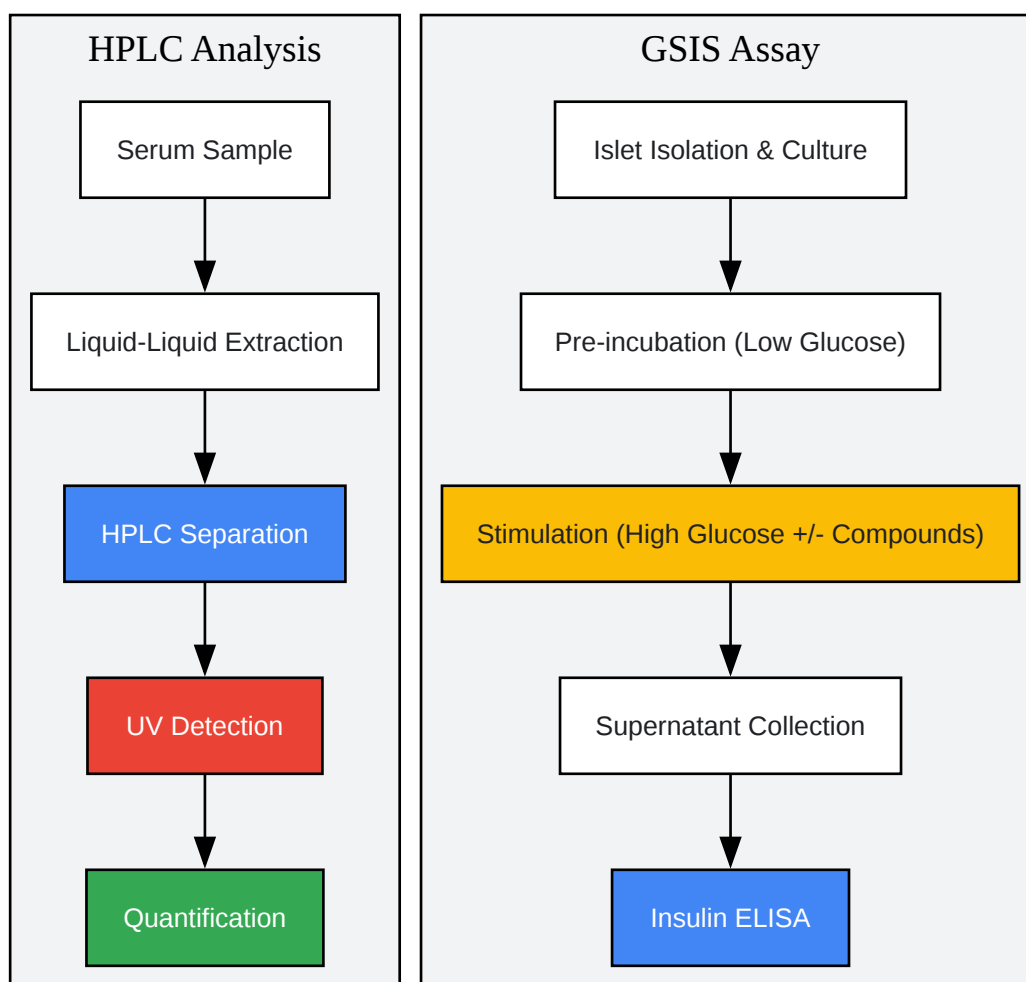 HPLC Analysis
Serum Sample
Liquid-Liquid Extraction
HPLC Separation
UV Detection
Quantification
GSIS Assay
Islet Isolation & Culture
Pre-incubation (Low Glucose)
Stimulation (High Glucose +/- Compounds)
Supernatant Collection
Insulin ELISA